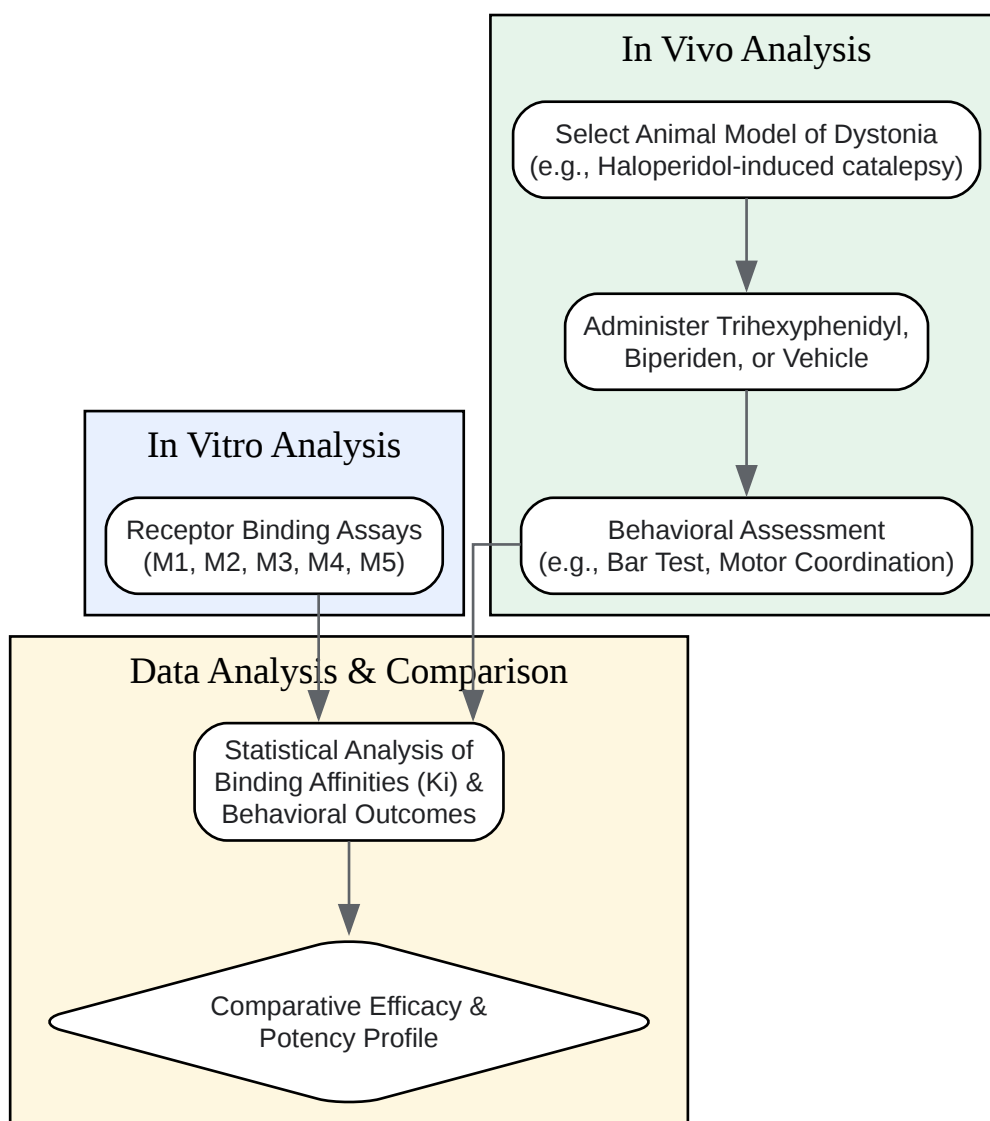 In Vivo Analysis
Select Animal Model of Dystonia
(e.g., Haloperidol-induced catalepsy)
Administer Trihexyphenidyl,
Biperiden, or Vehicle
Behavioral Assessment
(e.g., Bar Test, Motor Coordination)
In Vitro Analysis
Receptor Binding Assays
(M1, M2, M3, M4, M5)
Data Analysis & Comparison
Statistical Analysis of
Binding Affinities (Ki) &
Behavioral Outcomes
Comparative Efficacy &
Potency Profile